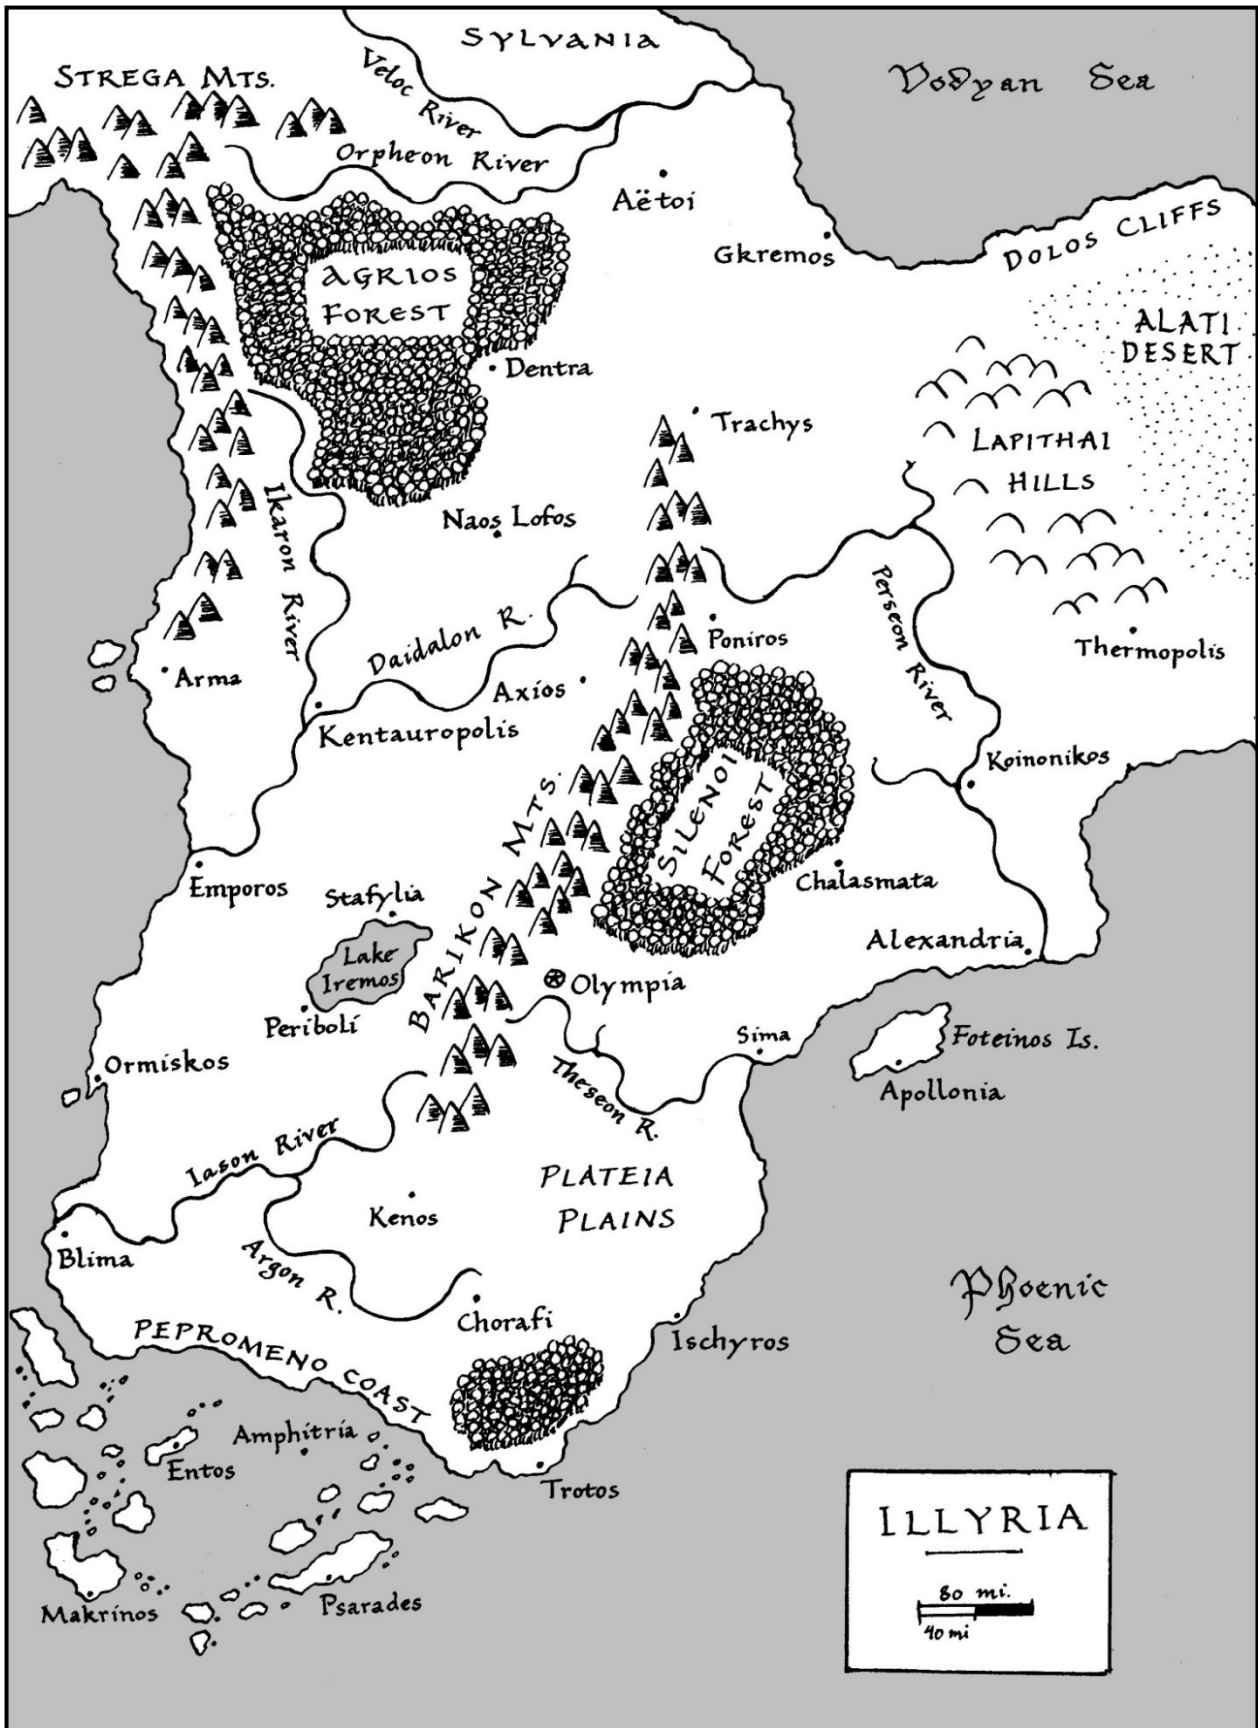 SYLVANIA
Vodyan Sea
STREGA MTS.
Veloc River
Orpheon River
Aëtoi
Gkremos
DOLOS CLIFFS
AGRIOS
FOREST
ALATI
DESERT
Dentra
Trachys
LAPITHAI
HILLS
Naos Lofos
Ikaron River
Perseon River
Daidalon R.
Poniros
Thermopolis
Arma
Axios
Kentauropolis
SILENOI
FOREST
Koinonikos
BARIKON MTS.
Emporos
Stafylia
Chalasmata
Lake
Iremos
Alexandria
Olympia
Periboli
Sima
Foteinos Is.
Ormiskos
Apollonia
Theseon R.
Iason River
PLATEIA
PLAINS
Kenos
Blima
Argon R.
Phoenic
Sea
Chorafi
Ischyros
PEPROMENO COAST
Amphitria
Entos
Trotos
ILLYRIA
80 mi.
40 mi
Makrinos
Psarades